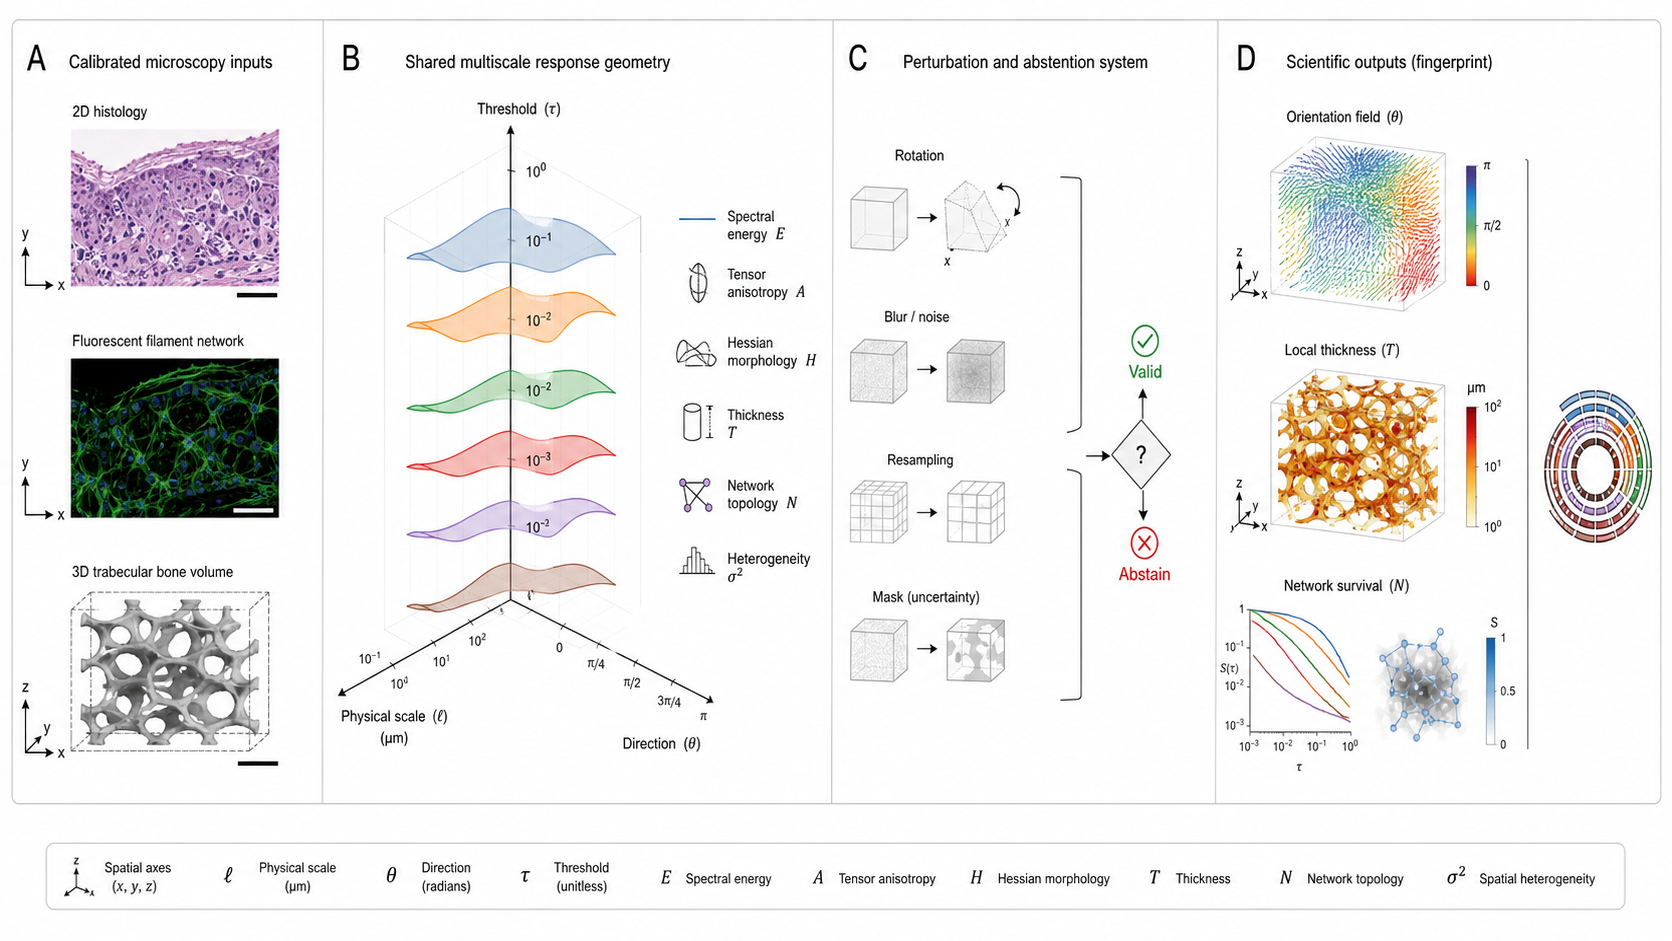 A Calibrated microscopy inputs
2D histology
y
x
Fluorescent filament network
y
x
3D trabecular bone volume
z
y
x
B Shared multiscale response geometry
Threshold (τ)
10⁰
10⁻¹
10⁻²
10⁻²
10⁻³
10⁻²
10⁻¹
10¹
10²
0
π/4
π/2
3π/4
π
Physical scale (ℓ)
(μm)
Direction (θ)
Spectral
energy E
Tensor
anisotropy A
Hessian
morphology H
Thickness
T
Network
topology N
Heterogeneity
σ²
C Perturbation and abstention system
Rotation
x
x
Blur / noise
Resampling
Mask (uncertainty)
Valid
?
Abstain
D Scientific outputs (fingerprint)
Orientation field (θ)
π
π/2
0
z
y
x
Local thickness (T)
μm
10²
10¹
10⁰
z
y
x
Network survival (N)
1
10⁻¹
S(τ)
10⁻²
10⁻³
10⁻³ 10⁻² 10⁻¹ 10⁰
τ
S
1
0.5
0
z
x
Spatial axes
(x, y, z)
ℓ Physical scale
(μm)
θ Direction
(radians)
τ Threshold
(unitless)
E Spectral energy
A Tensor anisotropy
H Hessian morphology
T Thickness
N Network topology
σ² Spatial heterogeneity